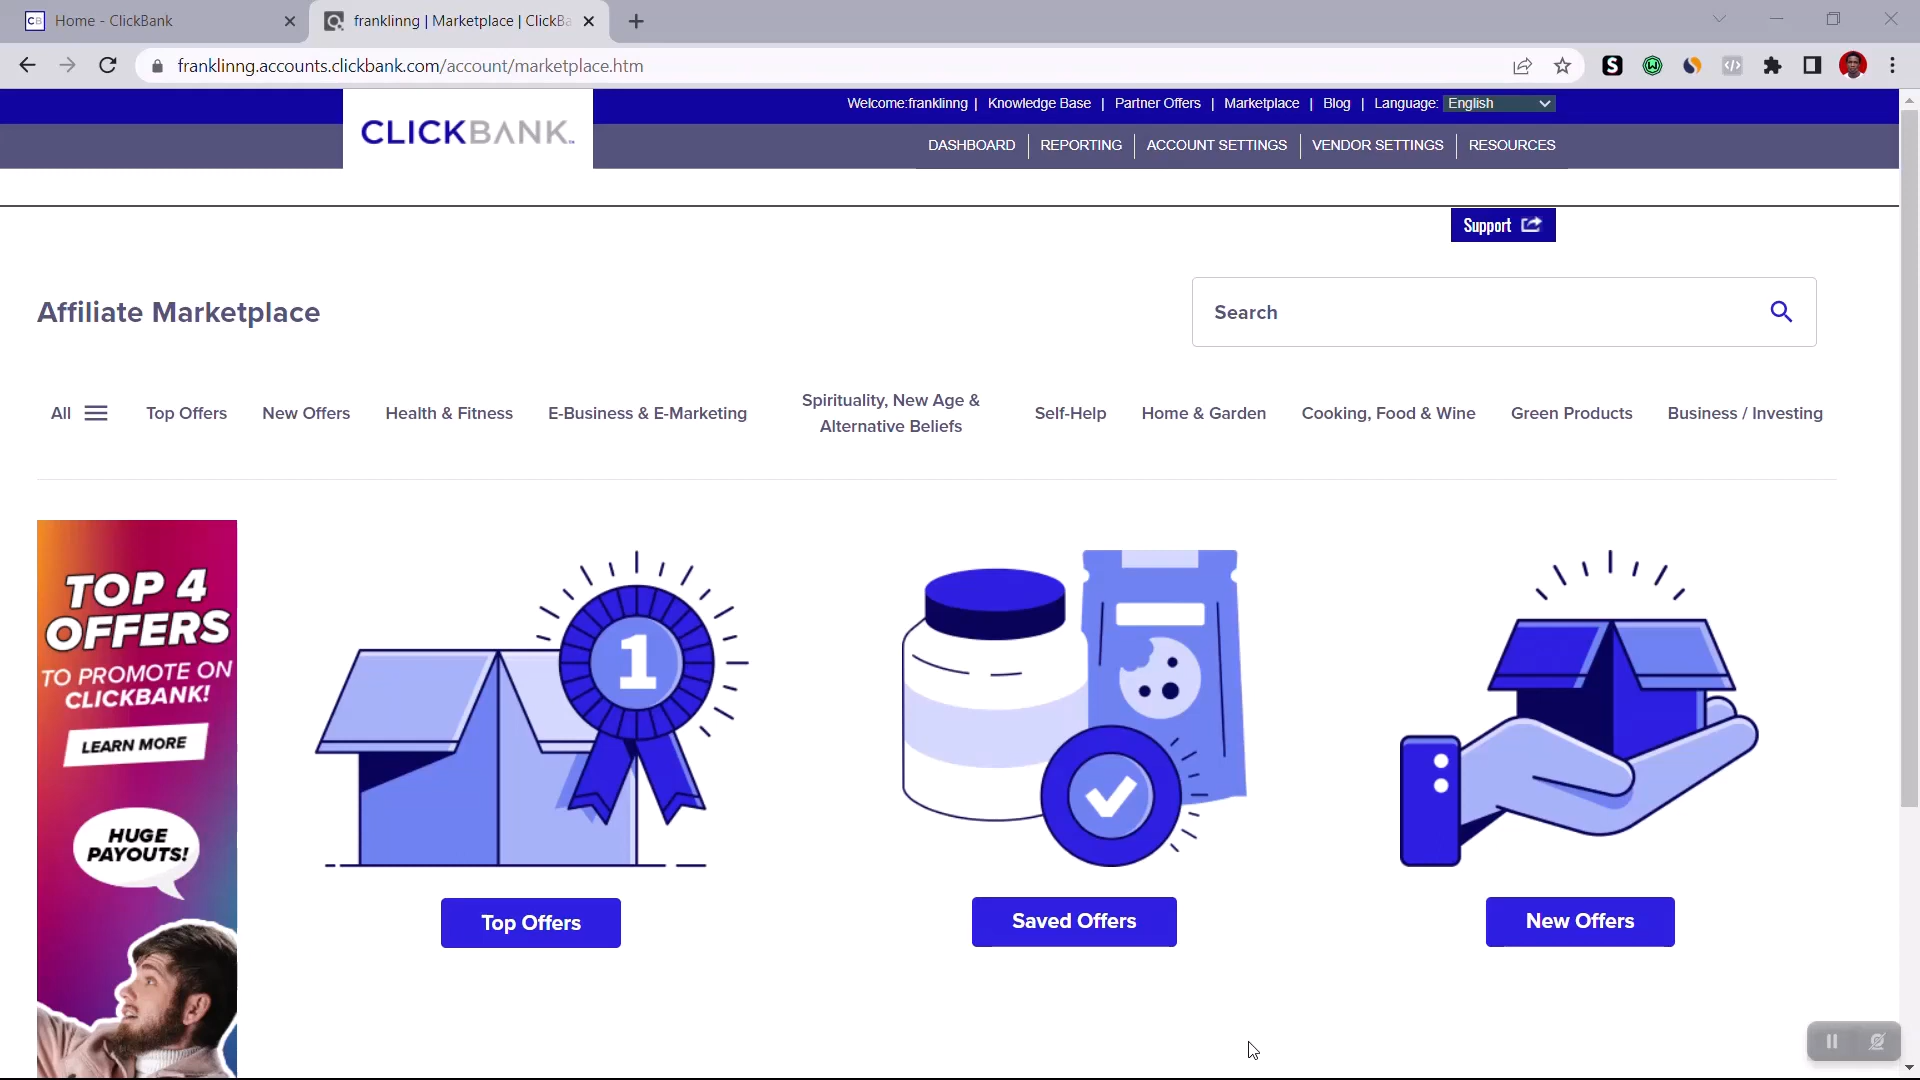 Home - ClickBank
franklinng | Marketplace | ClickBa
franklinng.accounts.clickbank.com/account/marketplace.htm
Welcome:franklinng | Knowledge Base | Partner Offers | Marketplace | Blog | Language: English
CLICKBANK
DASHBOARD REPORTING ACCOUNT SETTINGS VENDOR SETTINGS RESOURCES
Support
Affiliate Marketplace
Search
All
Top Offers
New Offers
Health & Fitness
E-Business & E-Marketing
Spirituality, New Age &
Alternative Beliefs
Self-Help
Home & Garden
Cooking, Food & Wine
Green Products
Business / Investing
TOP 4
OFFERS
TO PROMOTE ON
CLICKBANK!
LEARN MORE
HUGE
PAYOUTS!
1
Top Offers
Saved Offers
New Offers